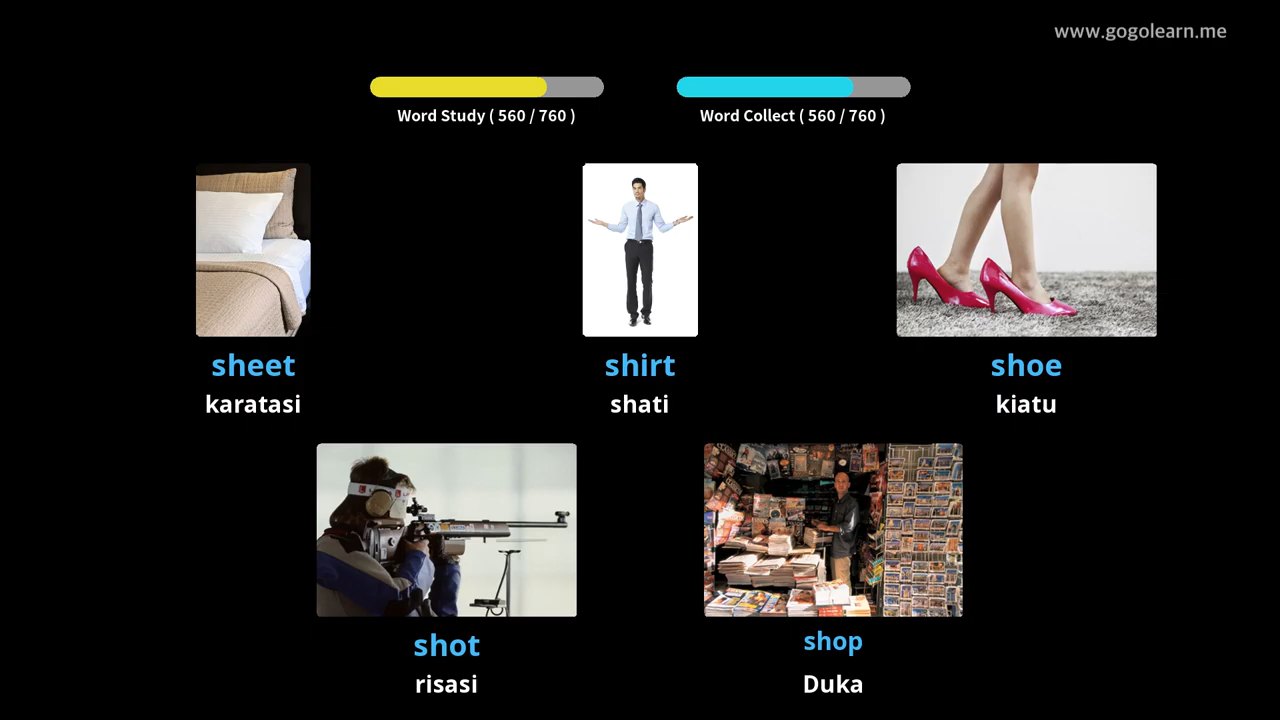 www.gogolearn.me
Word Study ( 560 / 760 )
Word Collect ( 560 / 760 )
sheet
karatasi
shirt
shati
shoe
kiatu
shot
risasi
shop
Duka